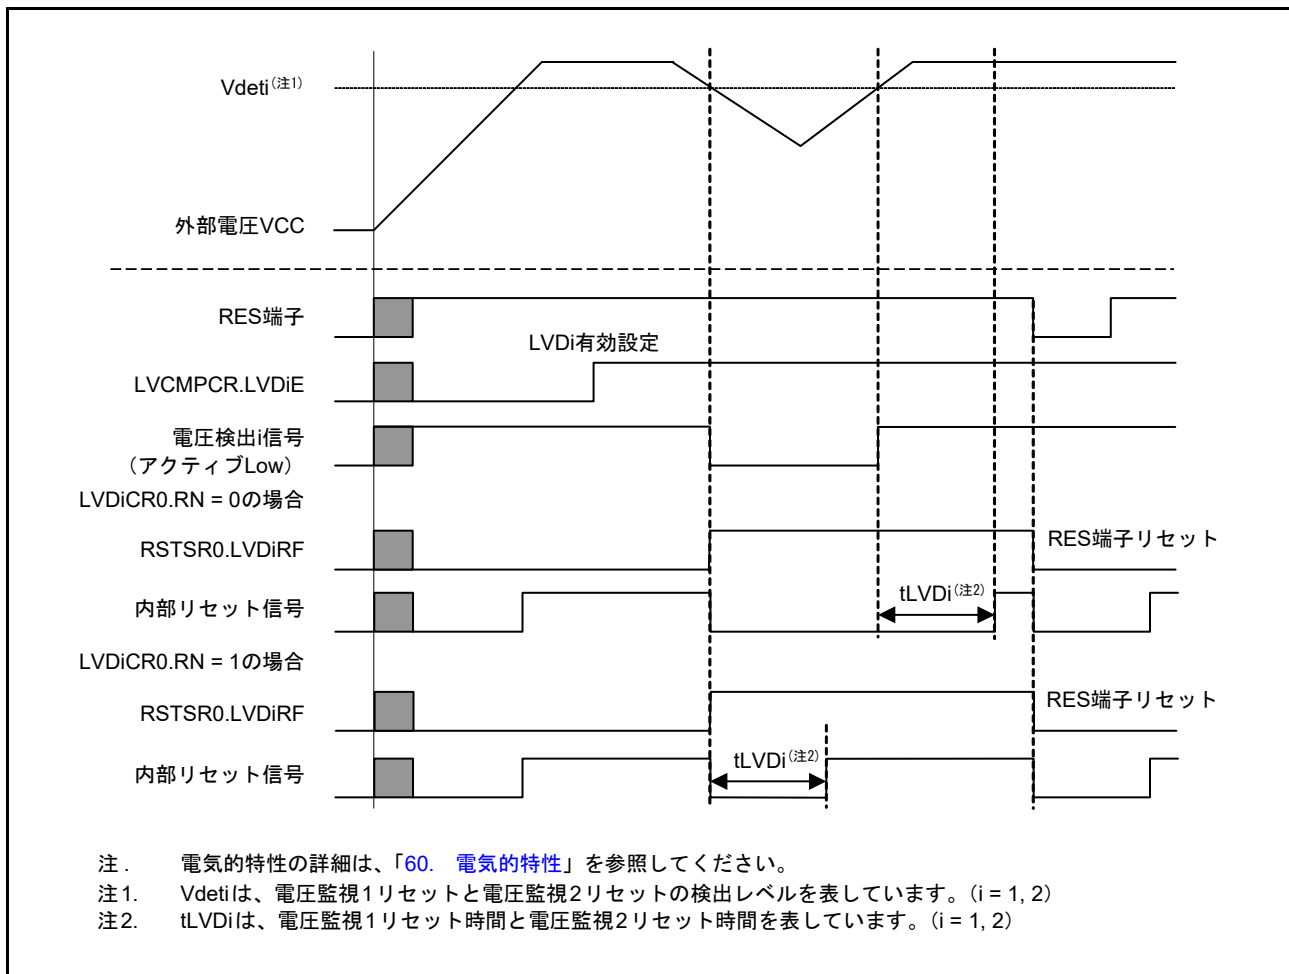 Vdeti(注1)
外部電圧VCC
RES端子
LVDi有効設定
LVCMPCR.LVDiE
電圧検出i信号
(アクティブLow)
LVDiCR0.RN = 0の場合
RSTSR0.LVDiRF
RES端子リセット
内部リセット信号
tLVDi(注2)
LVDiCR0.RN = 1の場合
RSTSR0.LVDiRF
RES端子リセット
内部リセット信号
tLVDi(注2)
注 . 電気的特性の詳細は、「60. 電気的特性」を参照してください。
注1. Vdetiは、電圧監視1リセットと電圧監視2リセットの検出レベルを表しています。(i = 1, 2)
注2. tLVDiは、電圧監視1リセット時間と電圧監視2リセット時間を表しています。(i = 1, 2)